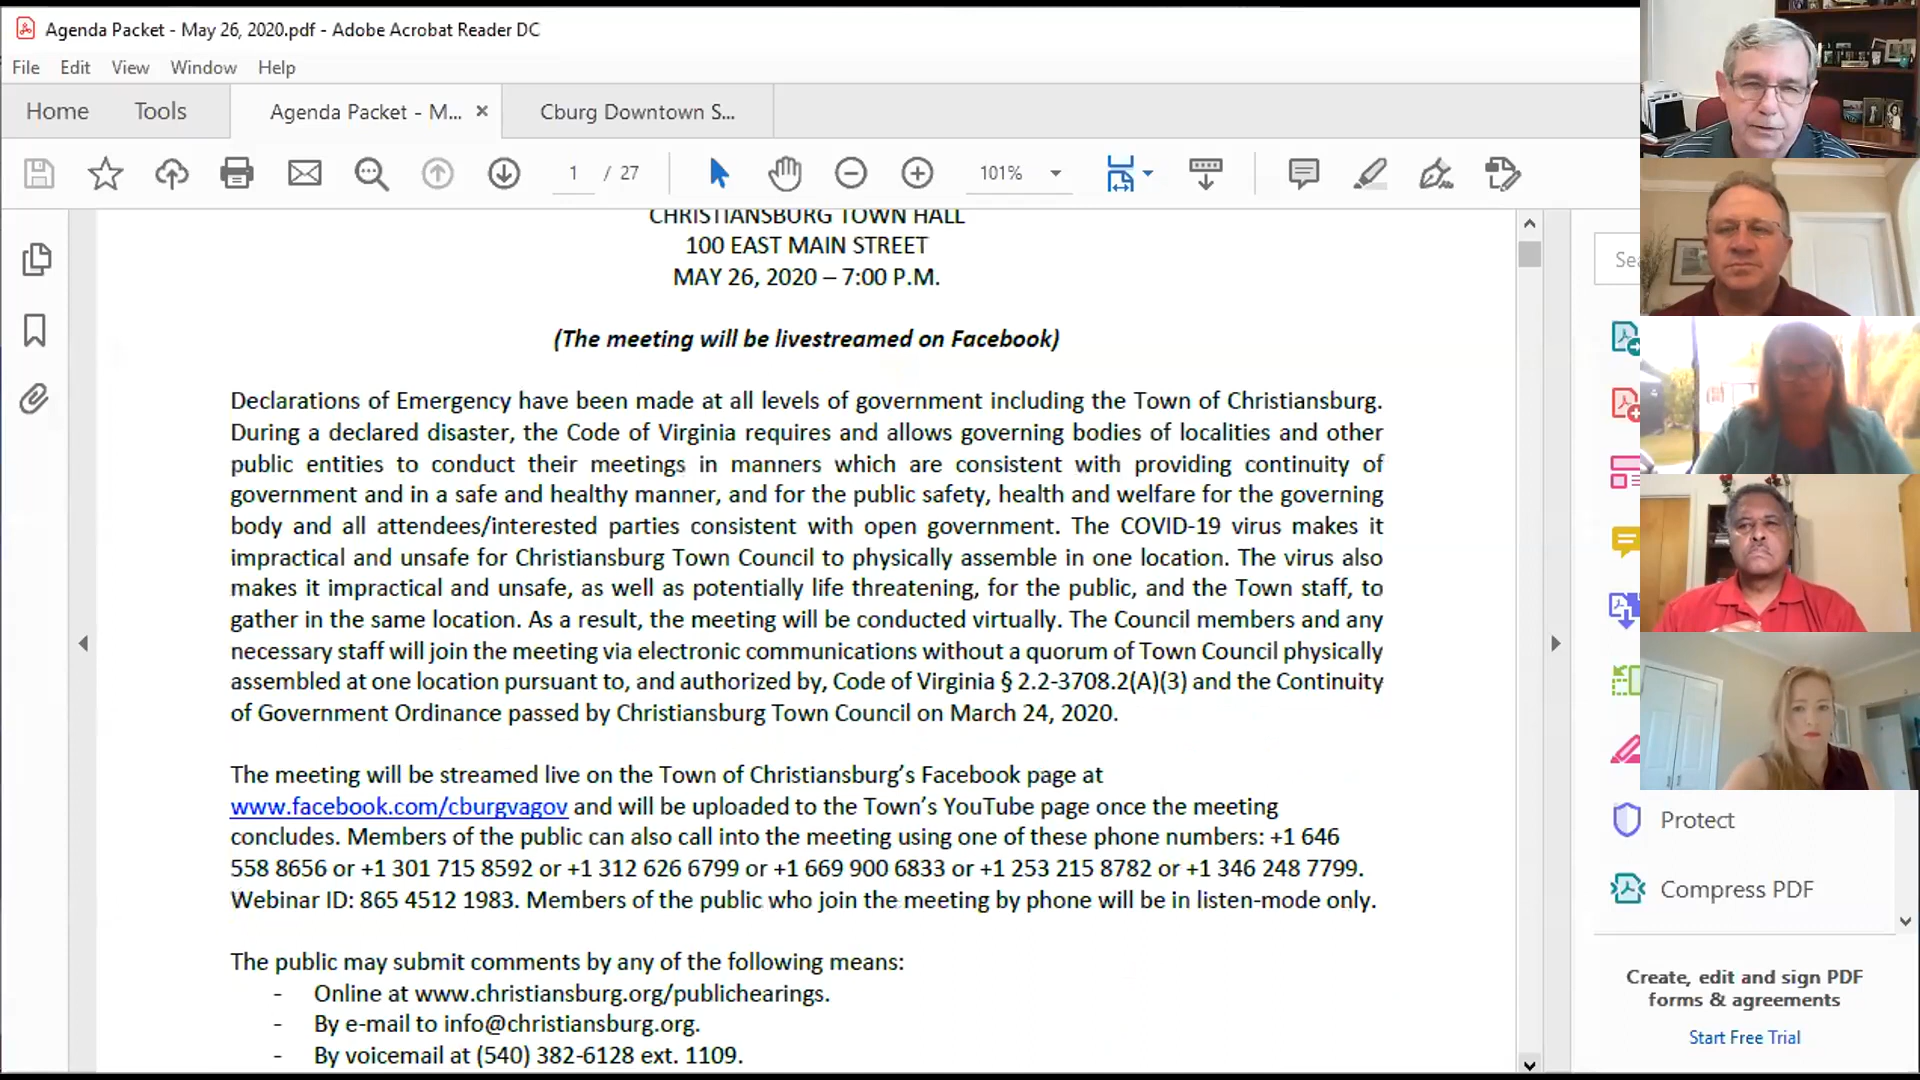 Agenda Packet - May 26, 2020.pdf - Adobe Acrobat Reader DC
File Edit View Window Help
Home Tools Agenda Packet - M... × Cburg Downtown S...
1 / 27 101%
CHRISTIANSBURG TOWN HALL
100 EAST MAIN STREET
MAY 26, 2020 – 7:00 P.M.
(The meeting will be livestreamed on Facebook)
Declarations of Emergency have been made at all levels of government including the Town of Christiansburg.
During a declared disaster, the Code of Virginia requires and allows governing bodies of localities and other
public entities to conduct their meetings in manners which are consistent with providing continuity of
government and in a safe and healthy manner, and for the public safety, health and welfare for the governing
body and all attendees/interested parties consistent with open government. The COVID-19 virus makes it
impractical and unsafe for Christiansburg Town Council to physically assemble in one location. The virus also
makes it impractical and unsafe, as well as potentially life threatening, for the public, and the Town staff, to
gather in the same location. As a result, the meeting will be conducted virtually. The Council members and any
necessary staff will join the meeting via electronic communications without a quorum of Town Council physically
assembled at one location pursuant to, and authorized by, Code of Virginia § 2.2-3708.2(A)(3) and the Continuity
of Government Ordinance passed by Christiansburg Town Council on March 24, 2020.
The meeting will be streamed live on the Town of Christiansburg’s Facebook page at
www.facebook.com/cburgvagov and will be uploaded to the Town’s YouTube page once the meeting
concludes. Members of the public can also call into the meeting using one of these phone numbers: +1 646
558 8656 or +1 301 715 8592 or +1 312 626 6799 or +1 669 900 6833 or +1 253 215 8782 or +1 346 248 7799.
Webinar ID: 865 4512 1983. Members of the public who join the meeting by phone will be in listen-mode only.
The public may submit comments by any of the following means:
- Online at www.christiansburg.org/publichearings.
- By e-mail to info@christiansburg.org.
- By voicemail at (540) 382-6128 ext. 1109.
Protect
Compress PDF
Create, edit and sign PDF
forms & agreements
Start Free Trial